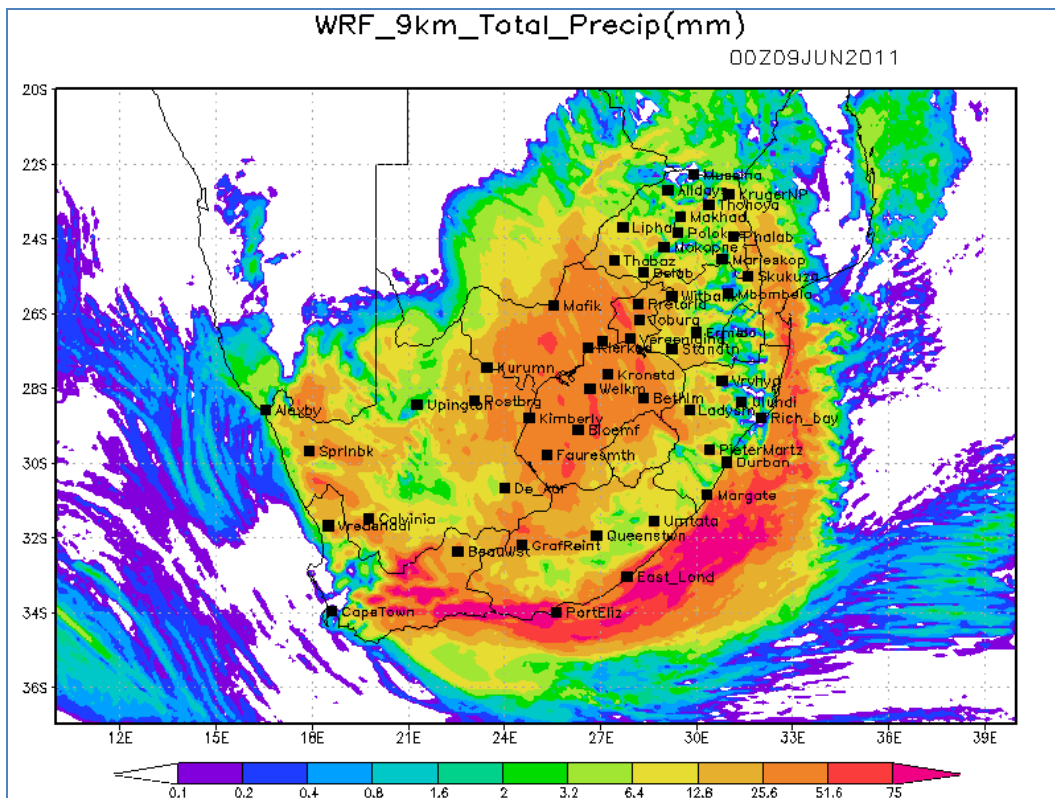 WRF_9km_Total_Precip(mm)
00Z09JUN2011
20S
22S
Mussina
Alldays
KrugerNP
Thohoya
Makhad
Lipha
Polok
Phalab
24S
Mokopne
Thabaz
Marieskop
Skukuza
Witbank
Mbombela
Mafik
Pretoria
26S
Joburg
Ermelo
Vereeniging
Standtn
Kurumn
Vryhyd
Kronstd
28S
Welkm
Bethlm
Ulundi
Postbrg
Upington
Ladysm
Alexby
Kimberly
Rich_bay
Bloemf
Sprinbk
Fauresmth
PieterMartz
30S
Durban
De_Aar
Margate
Calvinia
Vredendal
Umtata
Queenstwn
32S
GrafReint
BeauWst
East_Lond
34S
CapeTown
PortEliz
36S
12E 15E 18E 21E 24E 27E 30E 33E 36E 39E
0.1 0.2 0.4 0.8 1.6 2 3.2 6.4 12.8 25.6 51.6 75